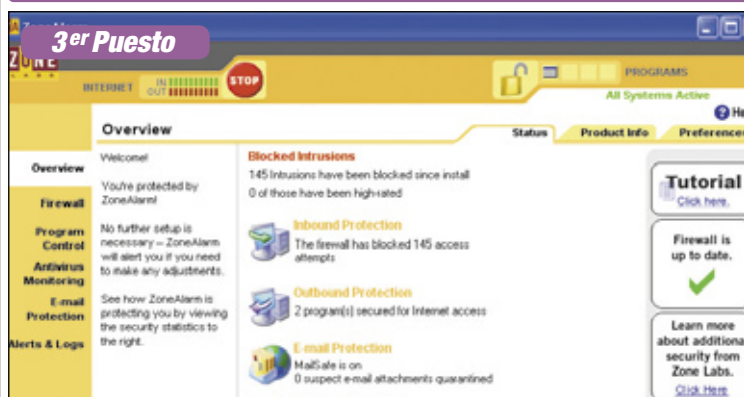 3er Puesto
INTERNET
IN
OUT
STOP
PROGRAMS
All Systems Active
Overview
Status
Product Info
Preferences
Overview
Firewall
Program
Control
Antivirus
Monitoring
E-mail
Protection
Alerts & Logs
Welcome!
You're protected by
ZoneAlarm!
No further setup is
necessary – ZoneAlarm
will alert you if you need
to make any adjustments.
See how ZoneAlarm is
protecting you by viewing
the security statistics to
the right.
Blocked Intrusions
145 Intrusions have been blocked since install
0 of those have been high-rated
Inbound Protection
The firewall has blocked 145 access
attempts
Outbound Protection
2 program(s) secured for Internet access
E-mail Protection
MailSafe is on
0 suspect e-mail attachments quarantined
Tutorial
Click here.
Firewall is
up to date.
Learn more
about additional
security from
Zone Labs.
Click Here